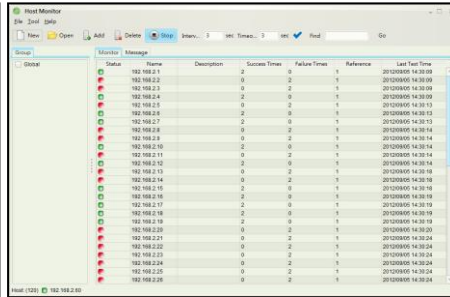 Host Monitor
File Tool Help
New Open Add Delete Stop Interv... 3 sec Timeo... 3 sec Find Go
Group Monitor Message
Global Status Name Description Success Times Failure Times Reference Last Test Time
192.168.2.1 2 0 1 2012/09/05 14:30:09
192.168.2.2 0 2 1 2012/09/05 14:30:09
192.168.2.3 0 2 1 2012/09/05 14:30:09
192.168.2.4 2 0 1 2012/09/05 14:30:09
192.168.2.5 2 0 1 2012/09/05 14:30:13
192.168.2.6 2 0 1 2012/09/05 14:30:13
192.168.2.7 2 0 1 2012/09/05 14:30:13
192.168.2.8 0 2 1 2012/09/05 14:30:14
192.168.2.9 0 2 1 2012/09/05 14:30:14
192.168.2.10 2 0 1 2012/09/05 14:30:14
192.168.2.11 0 2 1 2012/09/05 14:30:14
192.168.2.12 2 0 1 2012/09/05 14:30:14
192.168.2.13 0 2 1 2012/09/05 14:30:18
192.168.2.14 0 2 1 2012/09/05 14:30:18
192.168.2.15 2 0 1 2012/09/05 14:30:18
192.168.2.16 2 0 1 2012/09/05 14:30:19
192.168.2.17 2 0 1 2012/09/05 14:30:19
192.168.2.18 2 0 1 2012/09/05 14:30:19
192.168.2.19 2 0 1 2012/09/05 14:30:19
192.168.2.20 0 2 1 2012/09/05 14:30:20
192.168.2.21 0 2 1 2012/09/05 14:30:24
192.168.2.22 0 2 1 2012/09/05 14:30:24
192.168.2.23 0 2 1 2012/09/05 14:30:24
192.168.2.24 0 2 1 2012/09/05 14:30:24
192.168.2.25 0 2 1 2012/09/05 14:30:24
192.168.2.26 0 2 1 2012/09/05 14:30:24
Host: (120) 192.168.2.69